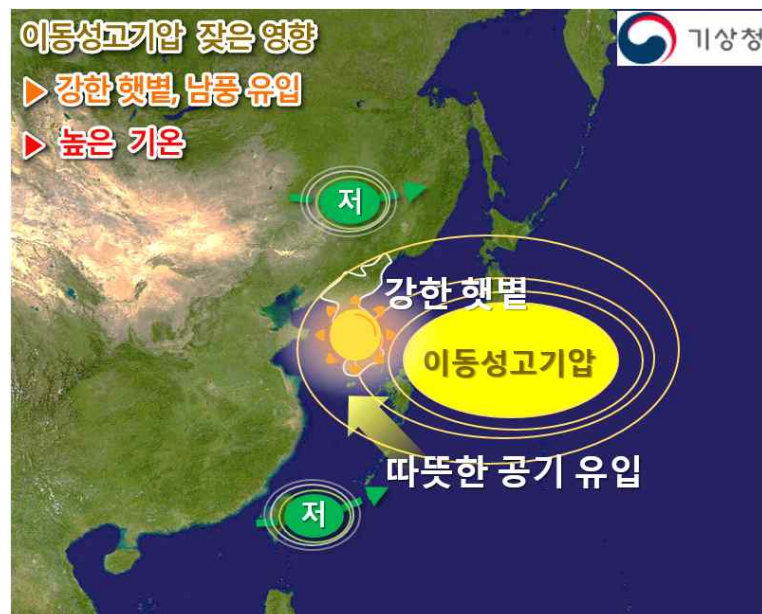 이동성고기압 잦은 영향
▶ 강한 햇볕, 남풍 유입
▶ 높은 기온
기상청
저
강한 햇볕
이동성고기압
따뜻한 공기 유입
저